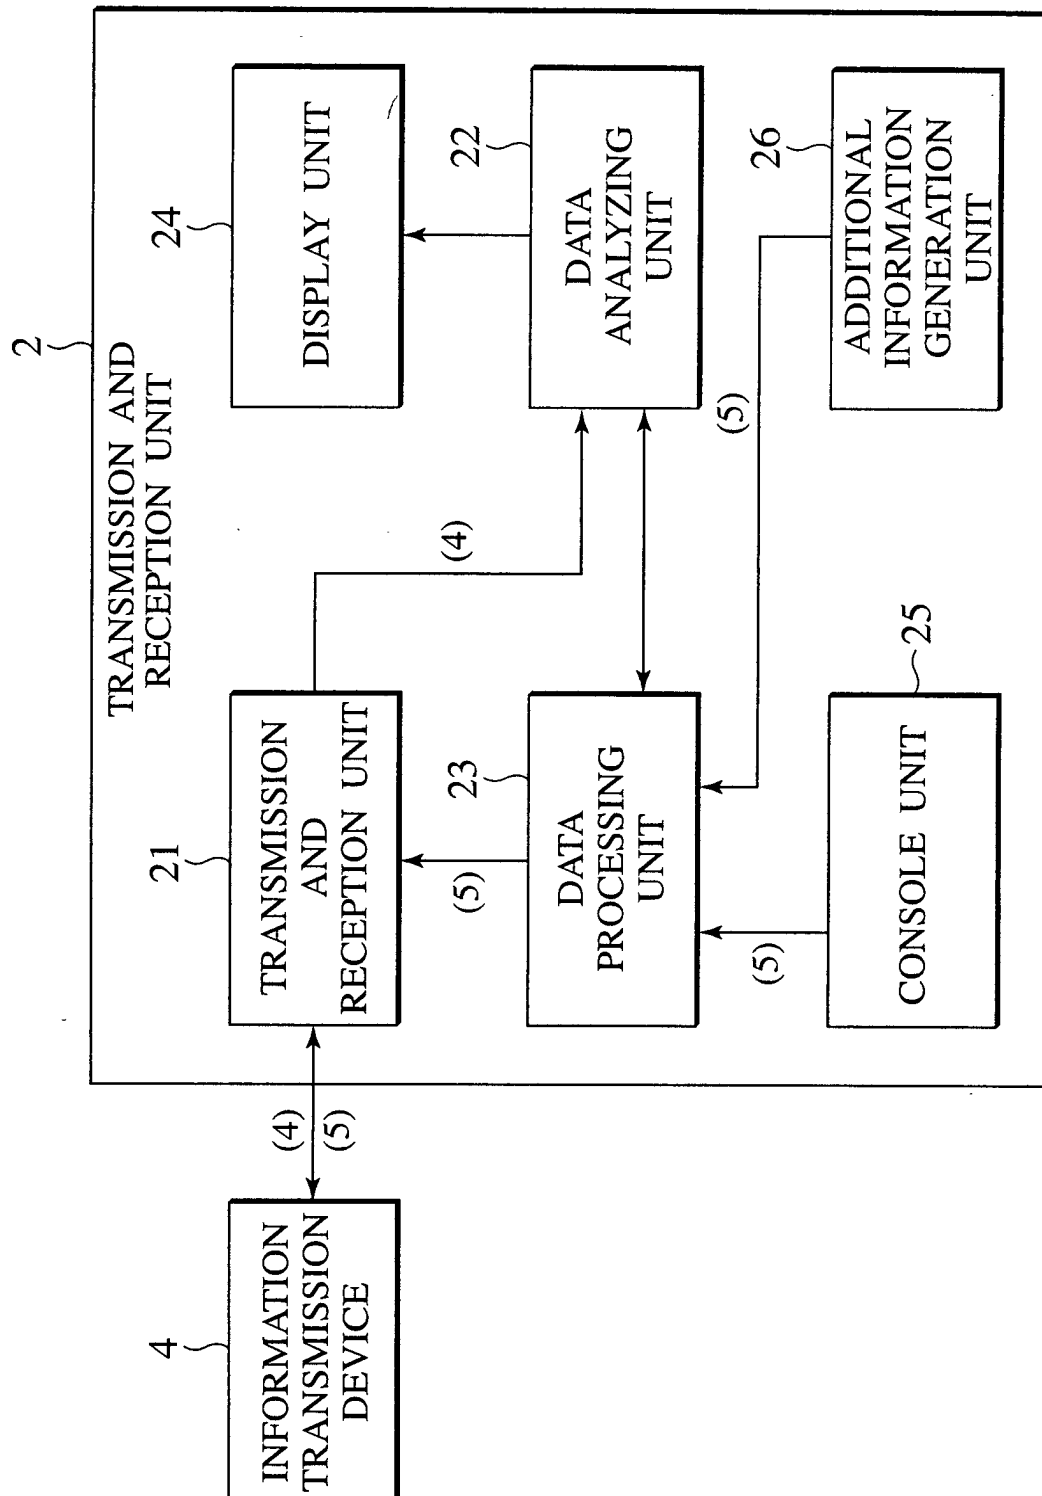 2
TRANSMISSION AND
RECEPTION UNIT
4
INFORMATION
TRANSMISSION
DEVICE
(4)
(5)
21
TRANSMISSION
AND
RECEPTION UNIT
(4)
24
DISPLAY UNIT
(5)
23
DATA
PROCESSING
UNIT
22
DATA
ANALYZING
UNIT
(5)
(5)
25
CONSOLE UNIT
26
ADDITIONAL
INFORMATION
GENERATION
UNIT